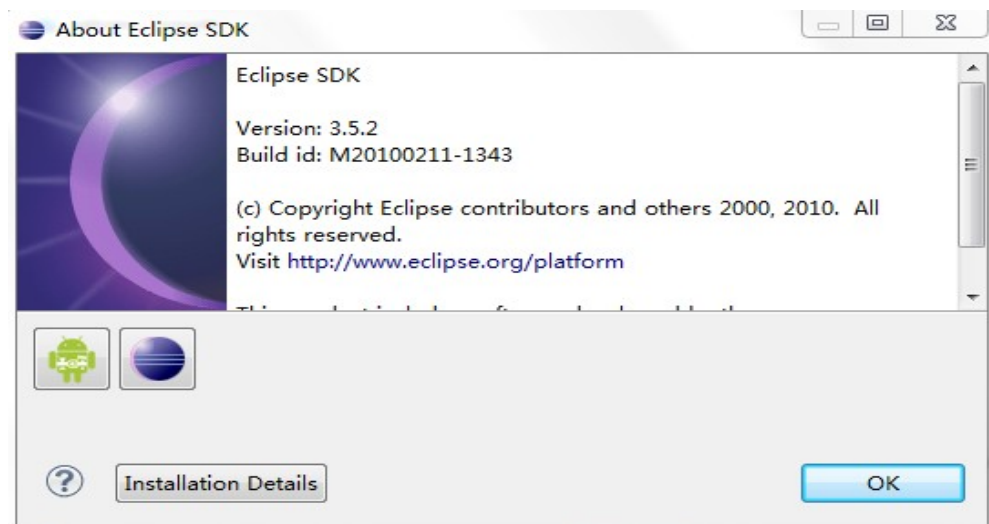 About Eclipse SDK
Eclipse SDK
Version: 3.5.2
Build id: M20100211-1343
(c) Copyright Eclipse contributors and others 2000, 2010.  All
rights reserved.
Visit http://www.eclipse.org/platform
Installation Details
OK